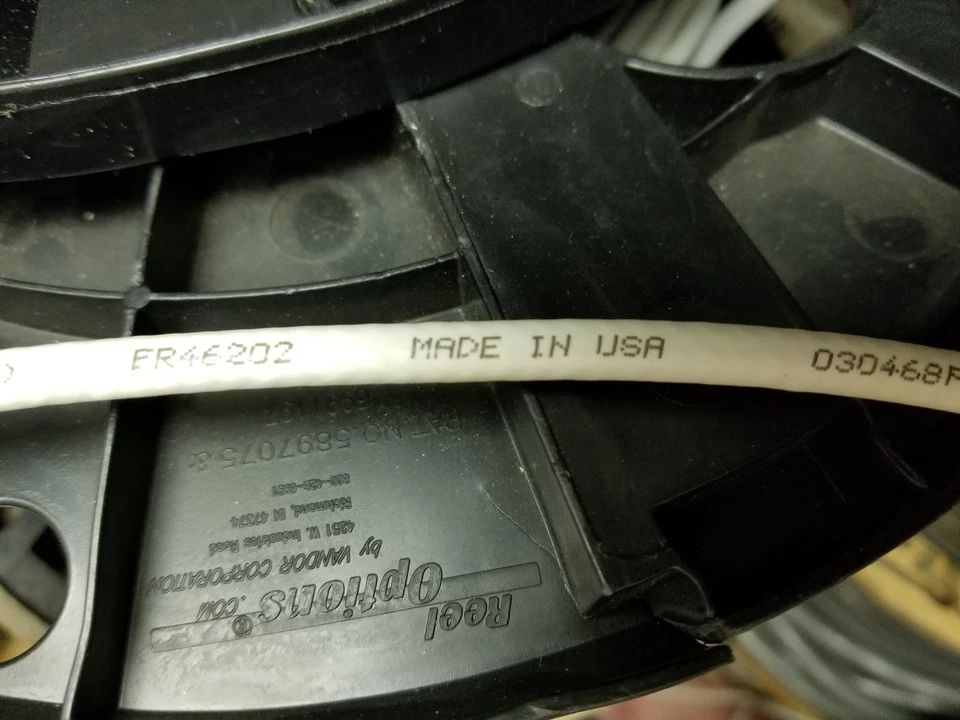 ER46202 MADE IN USA 030468F
Reel
Options®.COM
by VANDOR CORPORATION
4251 W. Industries Road
Richmond, IN 47374
PAT.NO.5897075 &